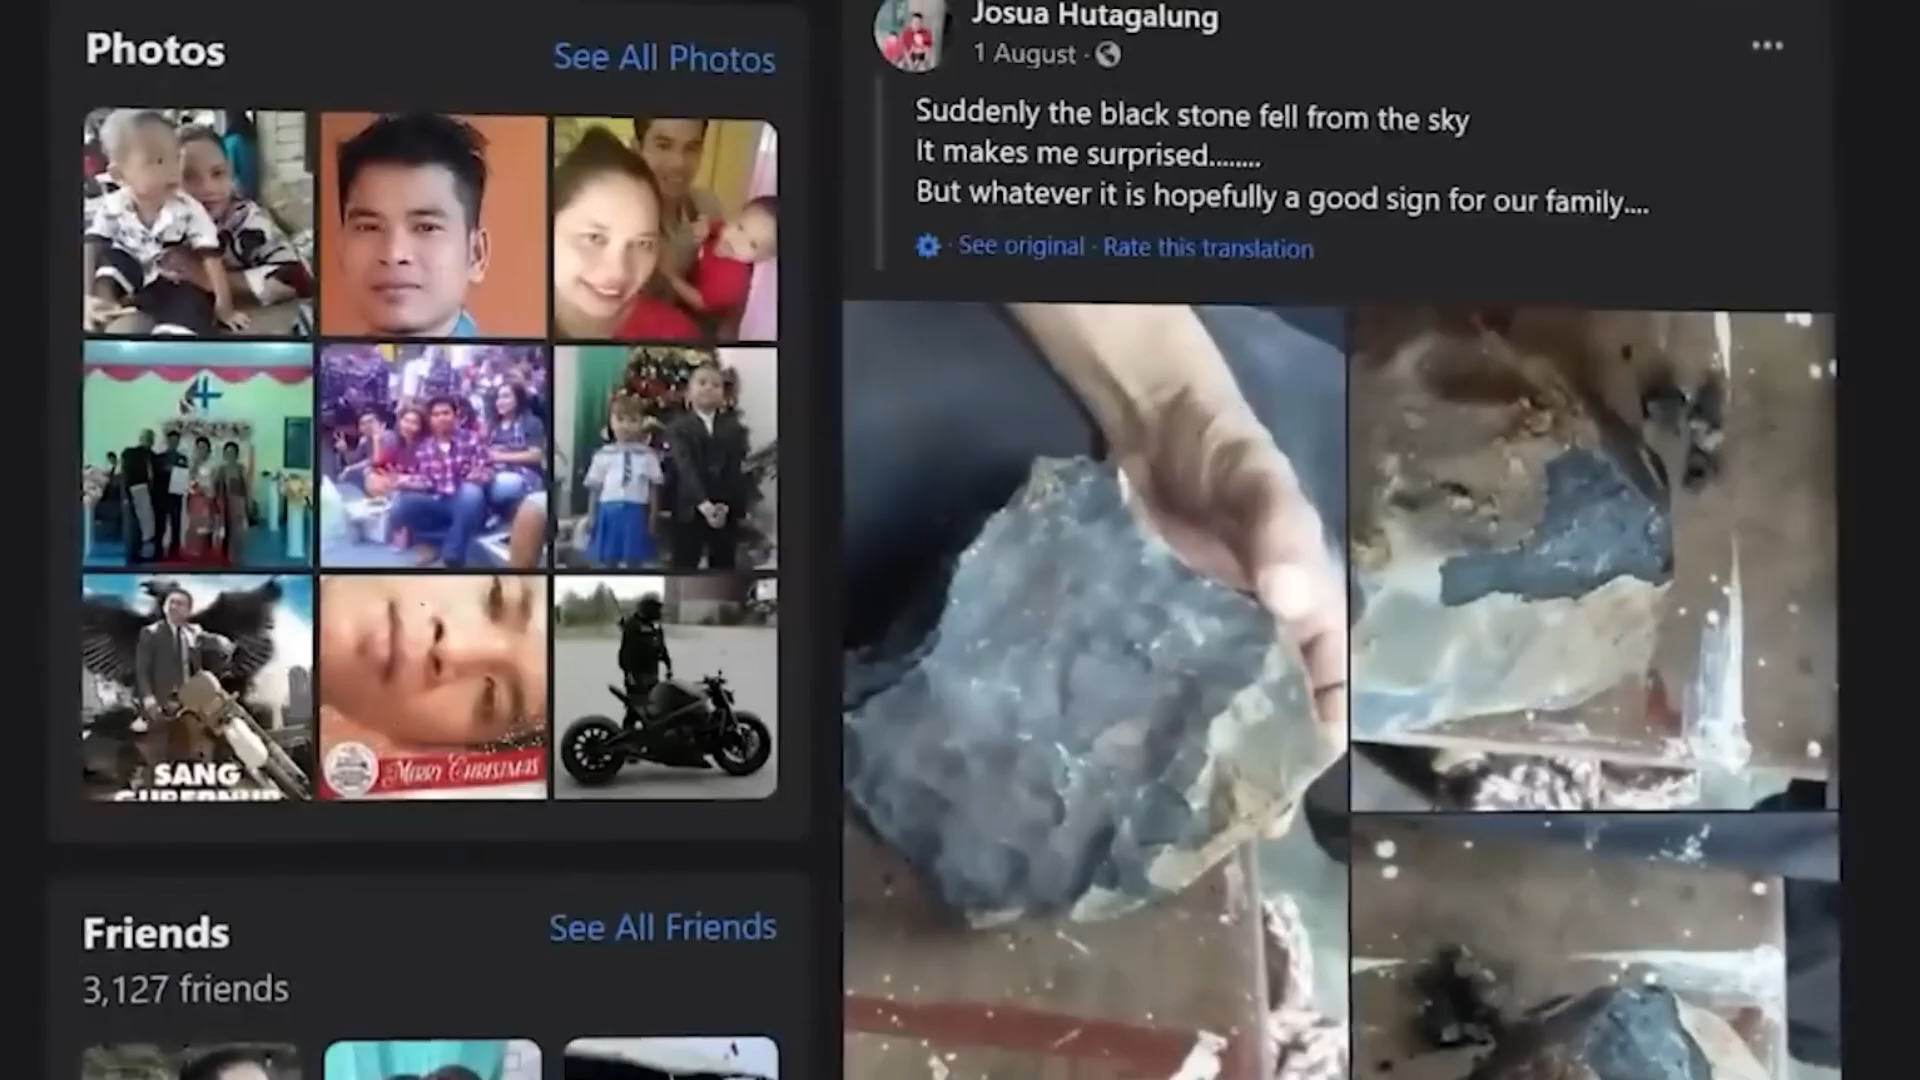 Photos
See All Photos
SANG
Merry Christmas
Friends
See All Friends
3,127 friends
Josua Hutagalung
1 August ·
Suddenly the black stone fell from the sky
It makes me surprised........
But whatever it is hopefully a good sign for our family....
· See original · Rate this translation